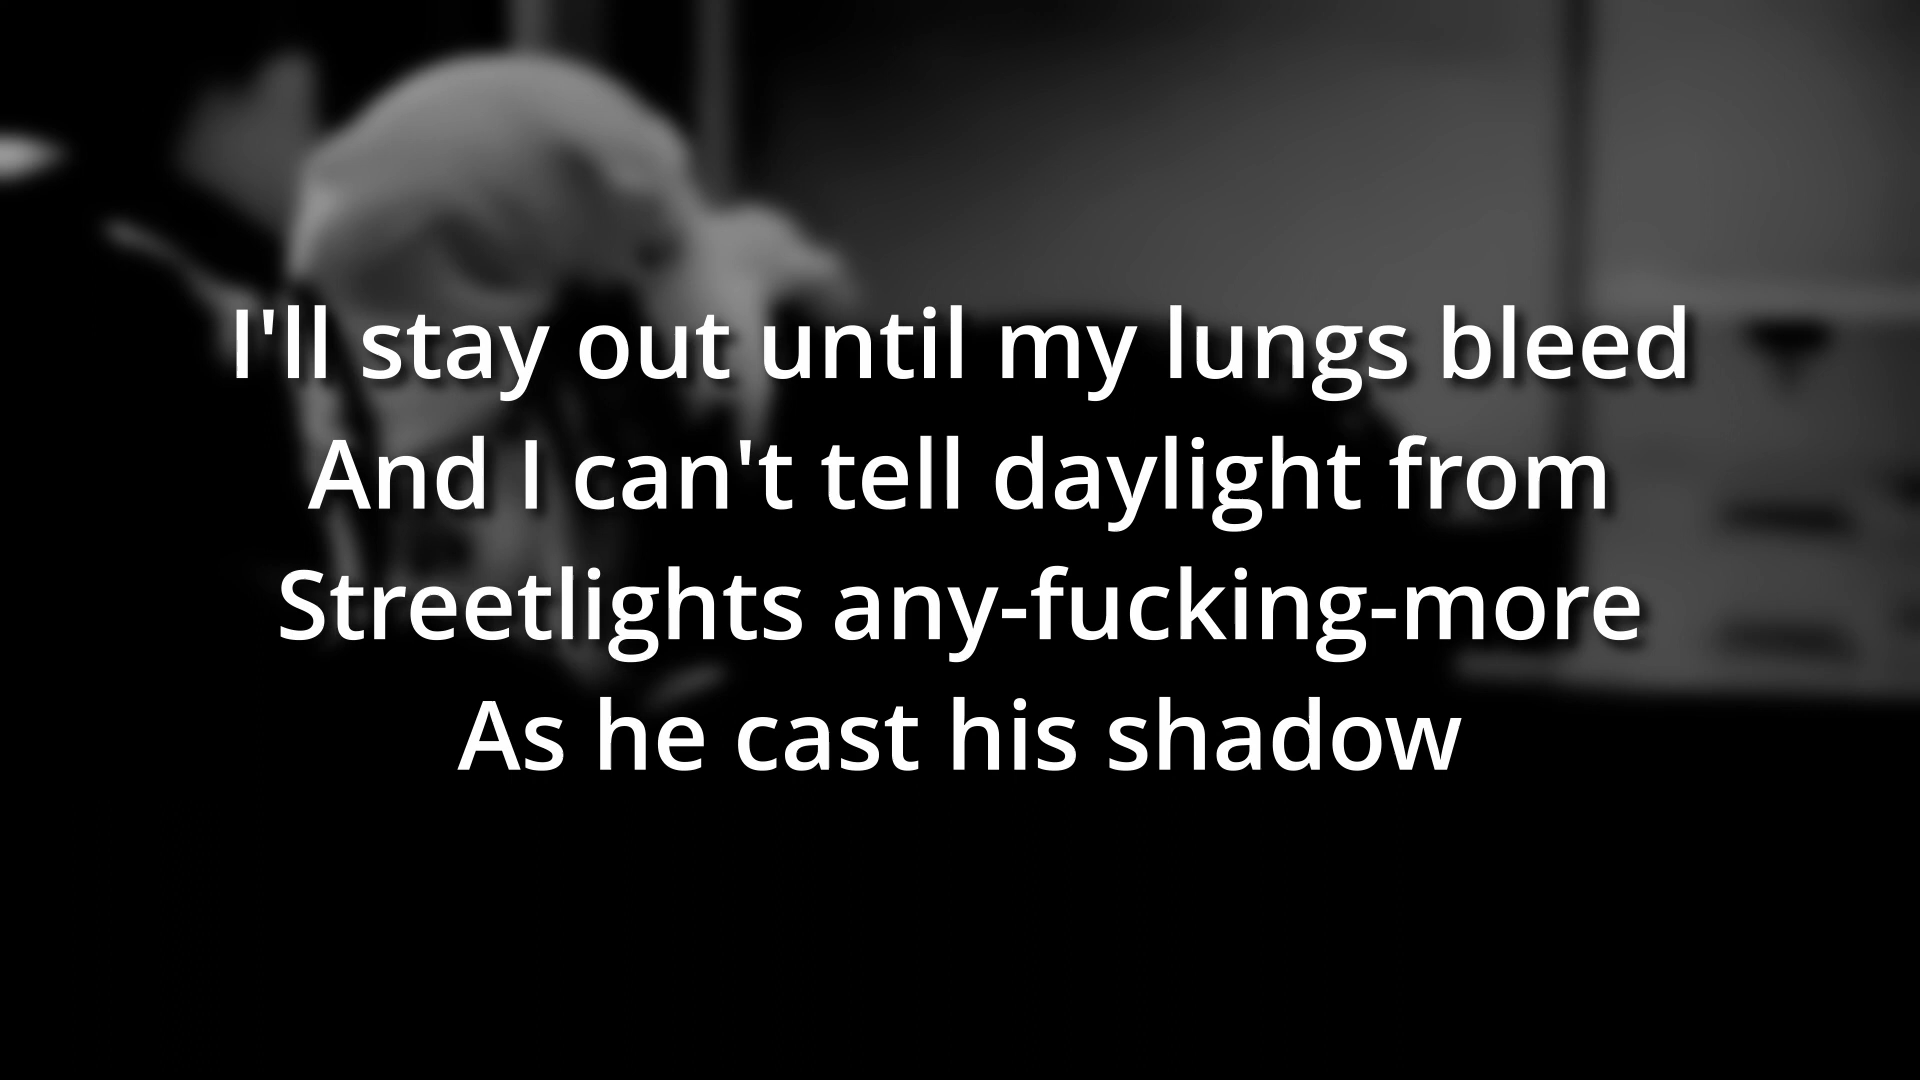 I'll stay out until my lungs bleed
And I can't tell daylight from
Streetlights any-fucking-more
As he cast his shadow